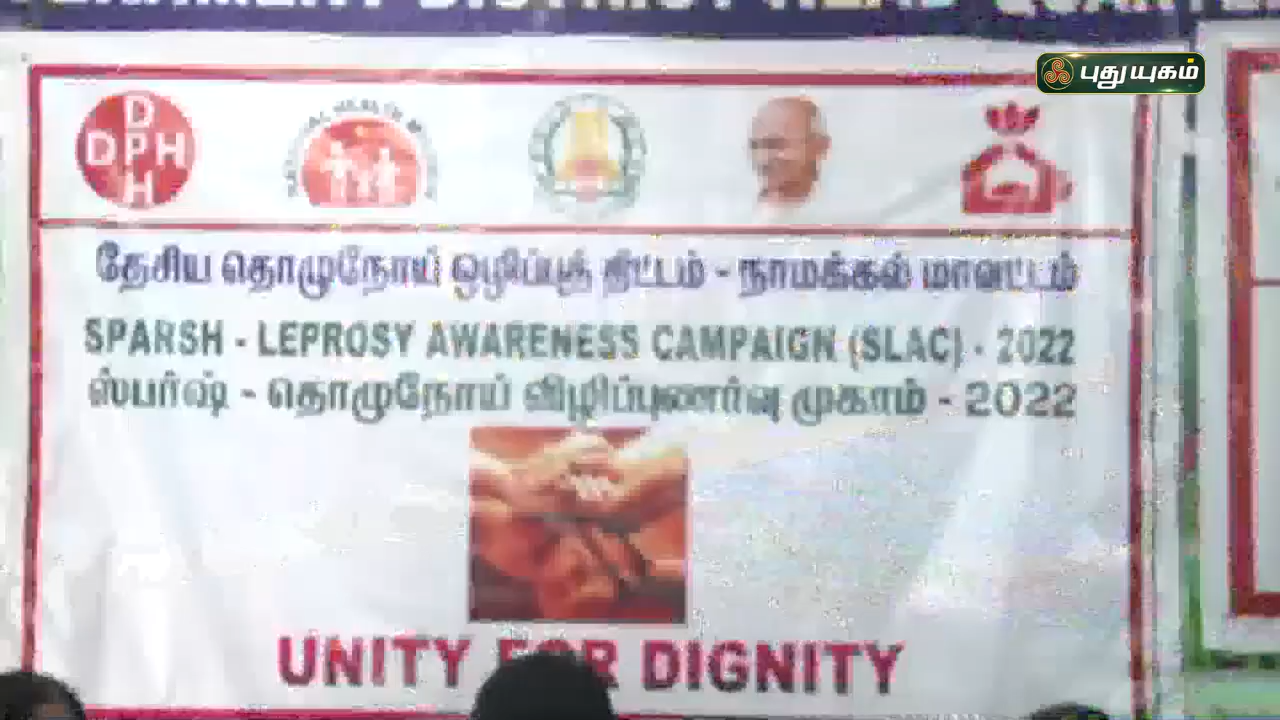 புதுயுகம்
D
DPH
H
தேசிய தொழுநோய் ஒழிப்புத் திட்டம் - நாமக்கல் மாவட்டம்
SPARSH - LEPROSY AWARENESS CAMPAIGN (SLAC) - 2022
ஸ்பர்ஷ் - தொழுநோய் விழிப்புணர்வு முகாம் - 2022
UNITY DIGNITY